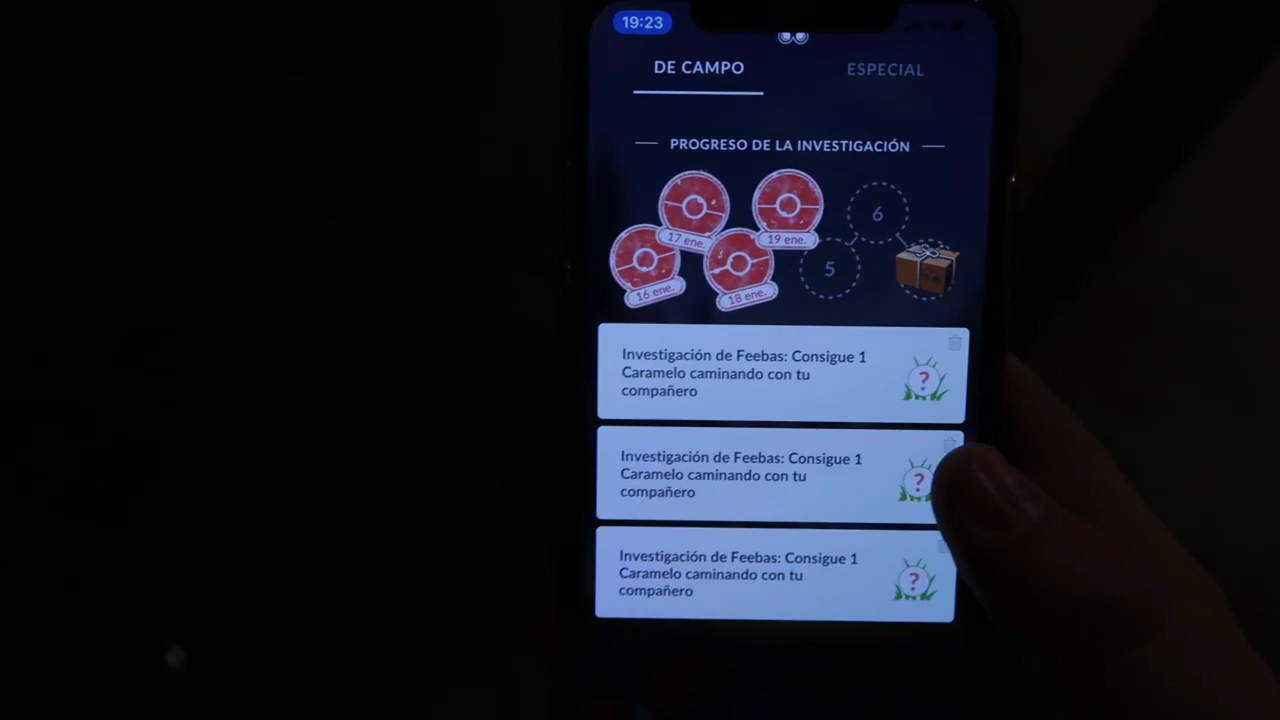 19:23
DE CAMPO
ESPECIAL
PROGRESO DE LA INVESTIGACIÓN
17 ene.
19 ene.
6
16 ene.
18 ene.
5
Investigación de Feebas: Consigue 1
Caramelo caminando con tu
compañero
?
Investigación de Feebas: Consigue 1
Caramelo caminando con tu
compañero
?
Investigación de Feebas: Consigue 1
Caramelo caminando con tu
compañero
?